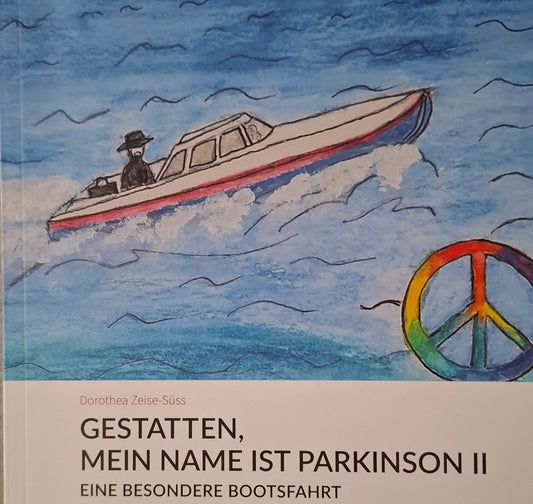 Dorothea Zeise-Süss
GESTATTEN,
MEIN NAME IST PARKINSON II
EINE BESONDERE BOOTSFAHRT